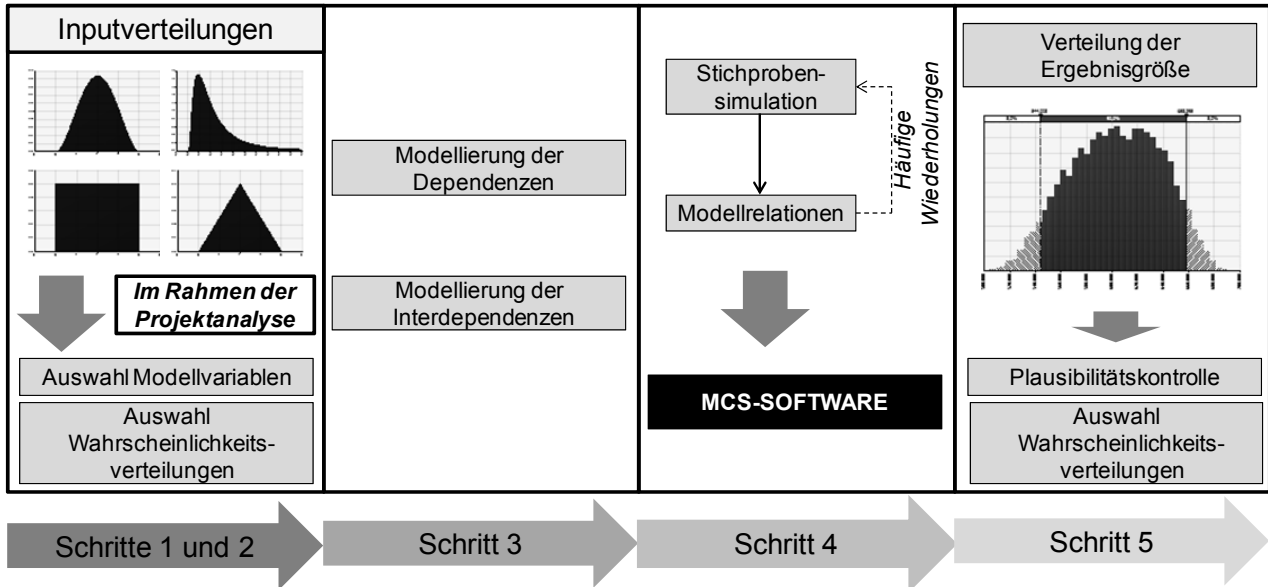 Inputverteilungen
Im Rahmen der
Projektanalyse
Auswahl Modellvariablen
Auswahl
Wahrscheinlichkeits-
verteilungen
Modellierung der
Dependenzen
Modellierung der
Interdependenzen
Stichproben-
simulation
Modellrelationen
Häufige
Wiederholungen
MCS-SOFTWARE
Verteilung der
Ergebnisgröße
Plausibilitätskontrolle
Auswahl
Wahrscheinlichkeits-
verteilungen
Schritte 1 und 2
Schritt 3
Schritt 4
Schritt 5